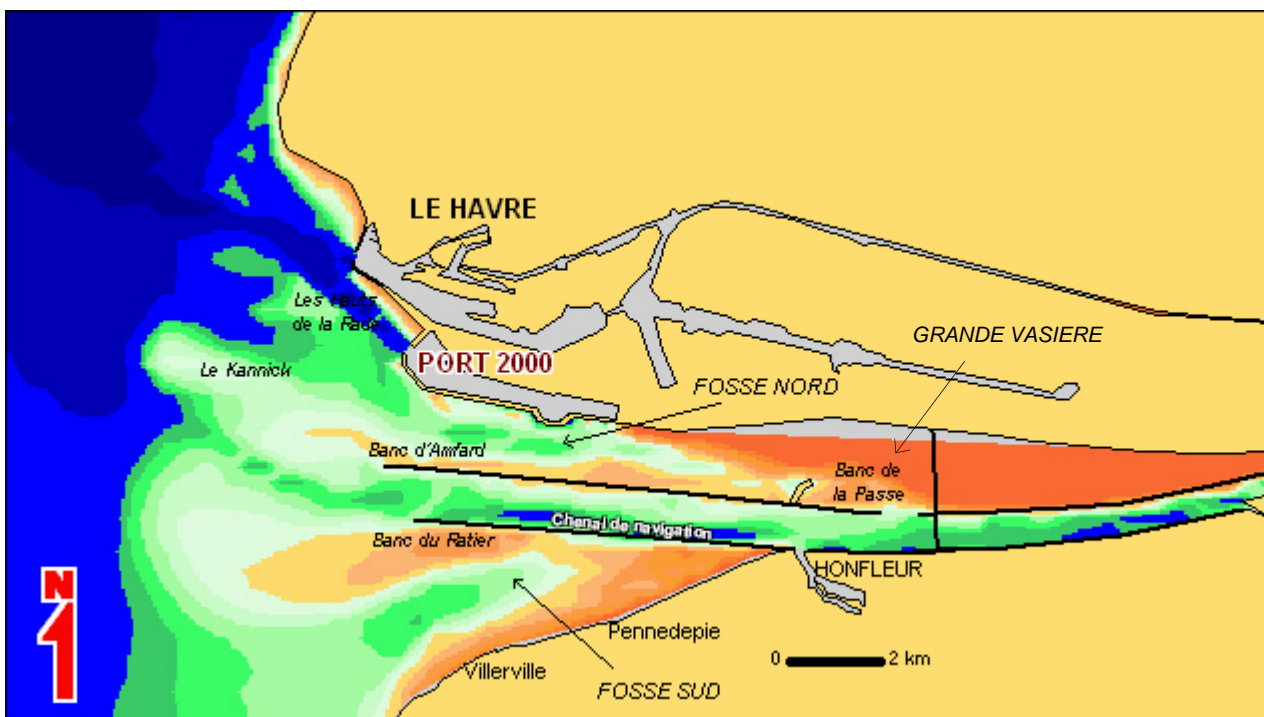 LE HAVRE
Les Hauts
de la Rade
GRANDE VASIERE
Le Kannick
PORT 2000
FOSSE NORD
Banc d'Amfard
Banc de
la Passe
Chenal de navigation
Banc du Ratier
HONFLEUR
N
Pennedepie
0 2 km
Villerville
FOSSE SUD